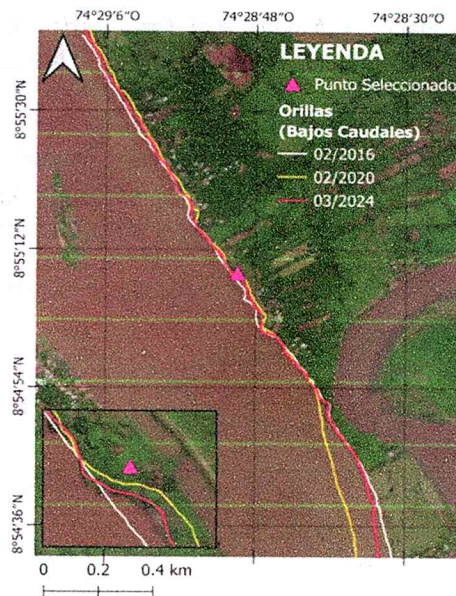 74°29′6″O 74°28′48″O 74°28′30″O
LEYENDA
Punto Seleccionado
Orillas
(Bajos Caudales)
02/2016
02/2020
03/2024
8°55′30″N
8°55′12″N
8°54′54″N
8°54′36″N
0 0.2 0.4 km